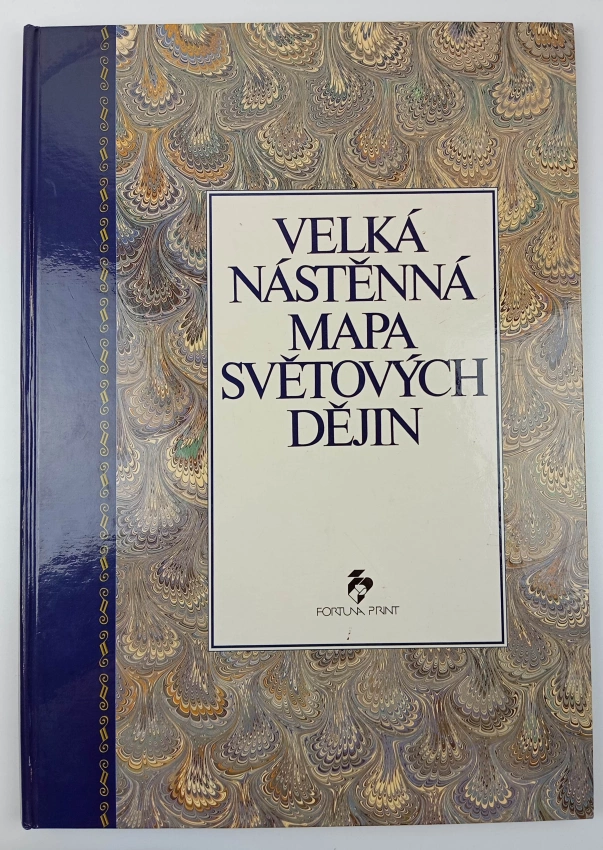 VELKÁ
NÁSTĚNNÁ
MAPA
SVĚTOVÝCH
DĚJIN
FORTUNA PRINT